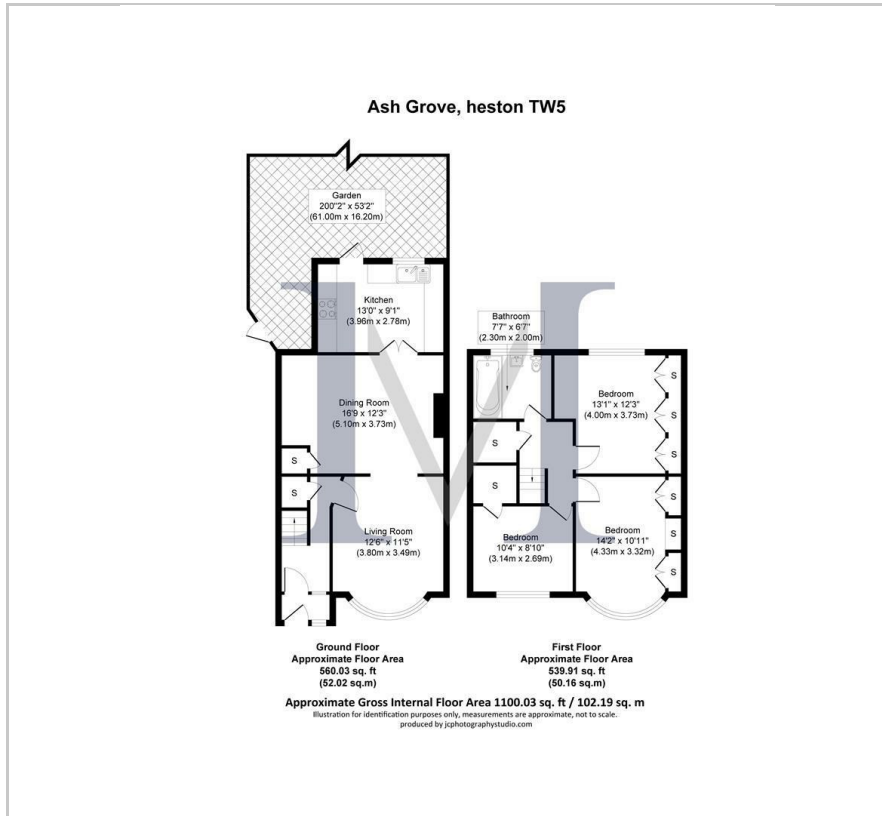 Ash Grove, heston TW5
Garden
200"2" x 53'2"
(61.00m x 16.20m)
Kitchen
13'0" x 9'1"
(3.96m x 2.78m)
Dining Room
16'9 x 12'3"
(5.10m x 3.73m)
S
S
Living Room
12'6" x 11'5"
(3.80m x 3.49m)
Ground Floor
Approximate Floor Area
560.03 sq. ft
(52.02 sq.m)
Bathroom
7'7" x 6'7"
(2.30m x 2.00m)
Bedroom
13'1" x 12'3"
(4.00m x 3.73m)
S
S
S
S
S
Bedroom
10'4" x 8'10"
(3.14m x 2.69m)
Bedroom
14'2" x 10'11"
(4.33m x 3.32m)
S
S
S
First Floor
Approximate Floor Area
539.91 sq. ft
(50.16 sq.m)
Approximate Gross Internal Floor Area 1100.03 sq. ft / 102.19 sq. m
Illustration for identification purposes only, measurements are approximate, not to scale.
produced by jcphotographystudio.com
IVI